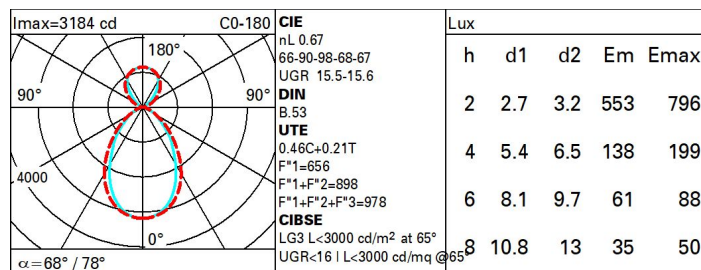 Imax=3184 cd C0-180
180°
90° 90°
4000
0°
α=68° / 78°
CIE
nL 0.67
66-90-98-68-67
UGR 15.5-15.6
DIN
B.53
UTE
0.46C+0.21T
F"1=656
F"1+F"2=898
F"1+F"2+F"3=978
CIBSE
LG3 L<3000 cd/m² at 65°
UGR<16 | L<3000 cd/mq @65°
Lux
h d1 d2 Em Emax
2 2.7 3.2 553 796
4 5.4 6.5 138 199
6 8.1 9.7 61 88
8 10.8 13 35 50